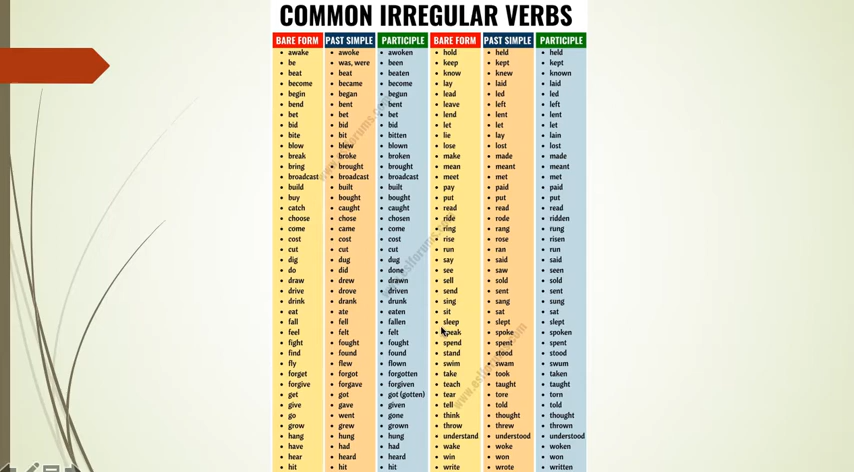 COMMON IRREGULAR VERBS
BARE FORM PAST SIMPLE PARTICIPLE BARE FORM PAST SIMPLE PARTICIPLE
• awake • awoke • awoken • hold • held • held
• be • was, were • been • keep • kept • kept
• beat • beat • beaten • know • knew • known
• become • became • become • lay • laid • laid
• begin • began • begun • lead • led • led
• bend • bent • bent • leave • left • left
• bet • bet • bet • lend • lent • lent
• bid • bid • bid • let • let • let
• bite • bit • bitten • lie • lay • lain
• blow • blew • blown • lose • lost • lost
• break • broke • broken • make • made • made
• bring • brought • brought • mean • meant • meant
• broadcast • broadcast • broadcast • meet • met • met
• build • built • built • pay • paid • paid
• buy • bought • bought • put • put • put
• catch • caught • caught • read • read • read
• choose • chose • chosen • ride • rode • ridden
• come • came • come • ring • rang • rung
• cost • cost • cost • rise • rose • risen
• cut • cut • cut • run • ran • run
• dig • dug • dug • say • said • said
• do • did • done • see • saw • seen
• draw • drew • drawn • sell • sold • sold
• drive • drove • driven • send • sent • sent
• drink • drank • drunk • sing • sang • sung
• eat • ate • eaten • sit • sat • sat
• fall • fell • fallen • sleep • slept • slept
• feel • felt • felt • speak • spoke • spoken
• fight • fought • fought • spend • spent • spent
• find • found • found • stand • stood • stood
• fly • flew • flown • swim • swam • swum
• forget • forgot • forgotten • take • took • taken
• forgive • forgave • forgiven • teach • taught • taught
• get • got • got (gotten) • tear • tore • torn
• give • gave • given • tell • told • told
• go • went • gone • think • thought • thought
• grow • grew • grown • throw • threw • thrown
• hang • hung • hung • understand • understood • understood
• have • had • had • wake • woke • woken
• hear • heard • heard • win • won • won
• hit • hit • hit • write • wrote • written